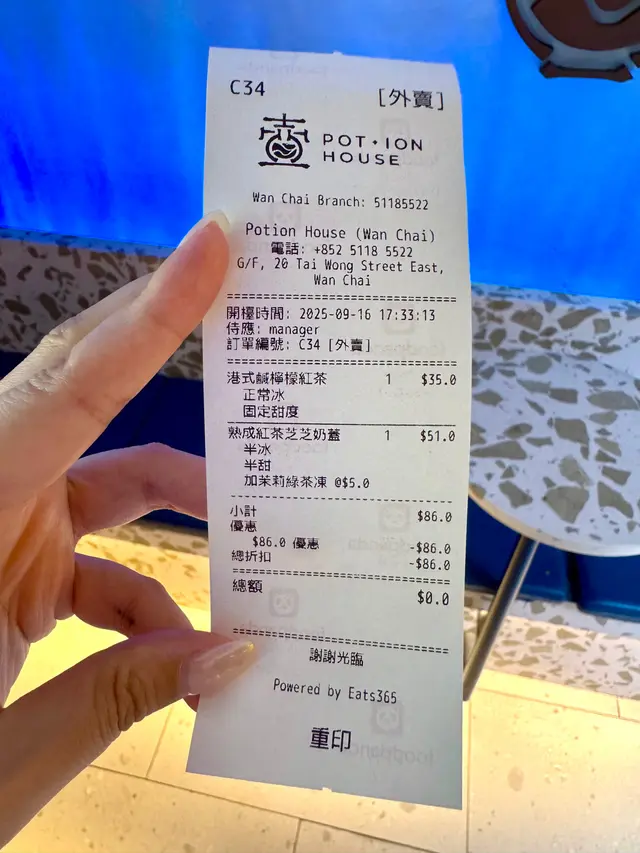 C34 [外賣]
POT·ION
HOUSE
Wan Chai Branch: 51185522
Potion House (Wan Chai)
電話: +852 5118 5522
G/F, 20 Tai Wong Street East,
Wan Chai
開檯時間: 2025-09-16 17:33:13
侍應: manager
訂單編號: C34 [外賣]
港式鹹檸檬紅茶 1 $35.0
正常冰
固定甜度
熟成紅茶芝芝奶蓋 1 $51.0
半冰
半甜
加茉莉綠茶凍 @$5.0
小計 $86.0
優惠
$86.0 優惠 -$86.0
總折扣 -$86.0
總額 $0.0
謝謝光臨
Powered by Eats365
重印